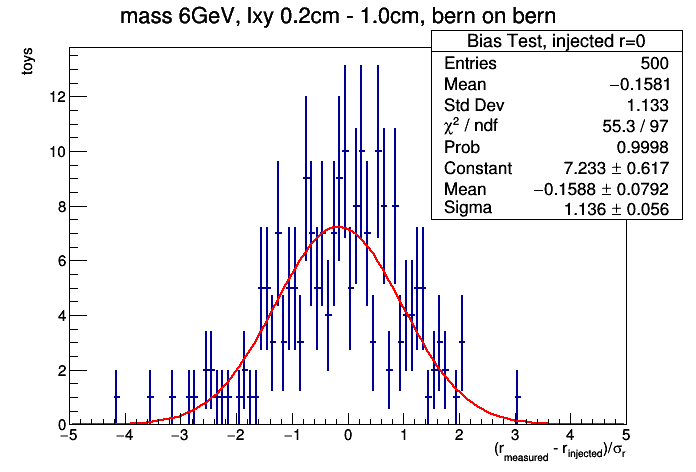 mass 6GeV, lxy 0.2cm - 1.0cm, bern on bern
Bias Test, injected r=0
Entries 500
Mean −0.1581
Std Dev 1.133
χ² / ndf 55.3 / 97
Prob 0.9998
Constant 7.233 ± 0.617
Mean −0.1588 ± 0.0792
Sigma 1.136 ± 0.056
toys
12
10
8
6
4
2
0
−5 −4 −3 −2 −1 0 1 2 3 4 5
(r_measured - r_injected)/σ_r